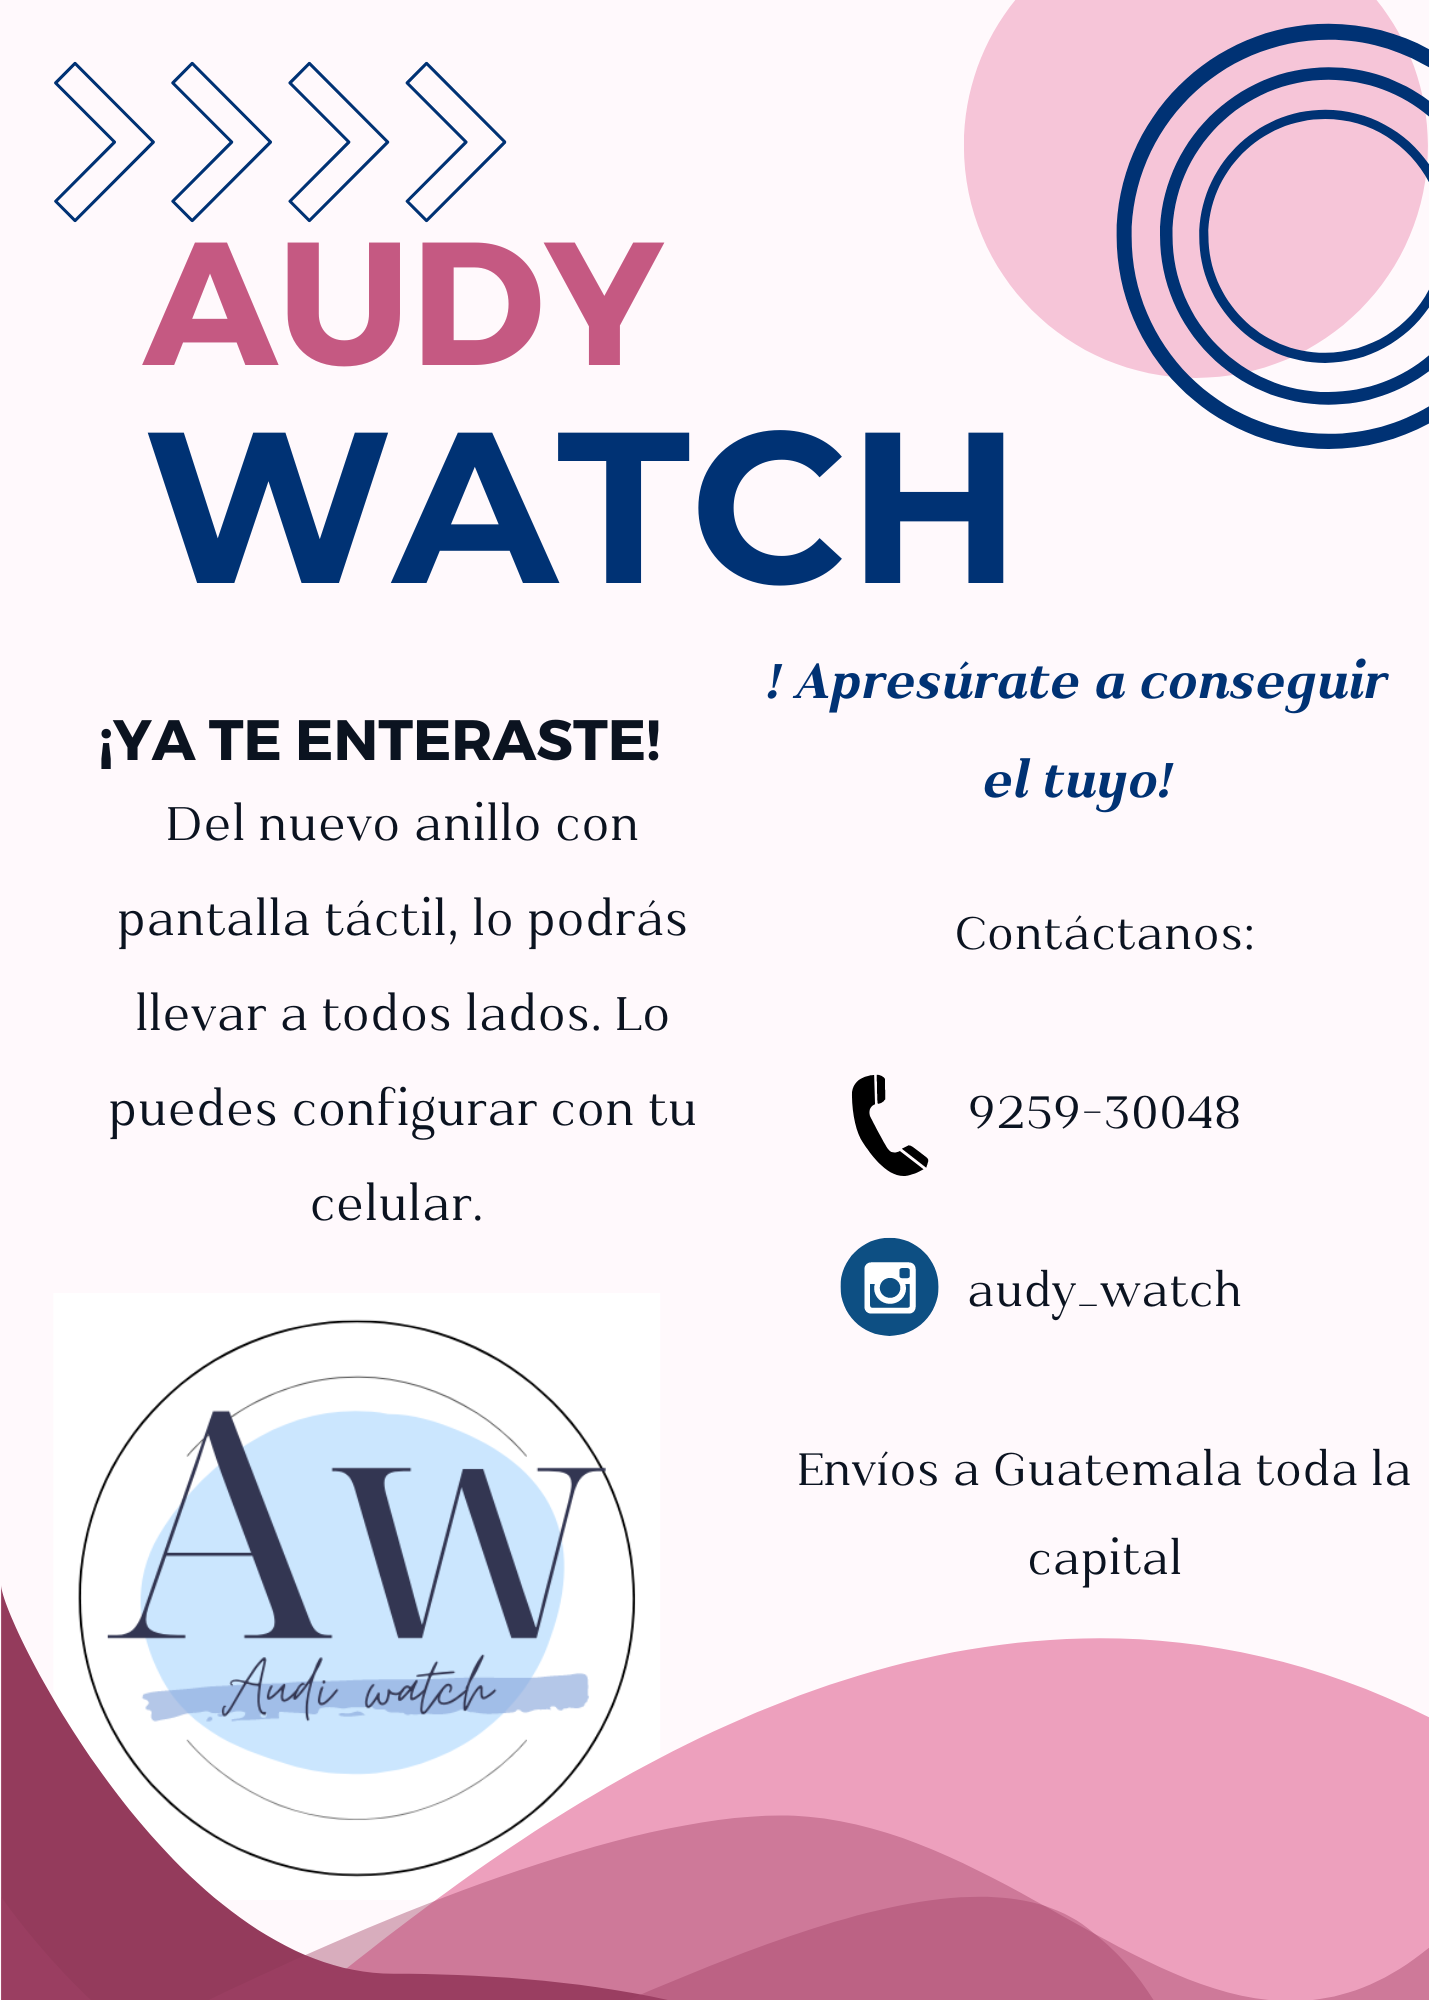 AUDY
WATCH
¡YA TE ENTERASTE!
Del nuevo anillo con
pantalla táctil, lo podrás
llevar a todos lados. Lo
puedes configurar con tu
celular.
! Apresúrate a conseguir
el tuyo!
Contáctanos:
9259-30048
audy_watch
Envíos a Guatemala toda la
capital
AW
Audi watch